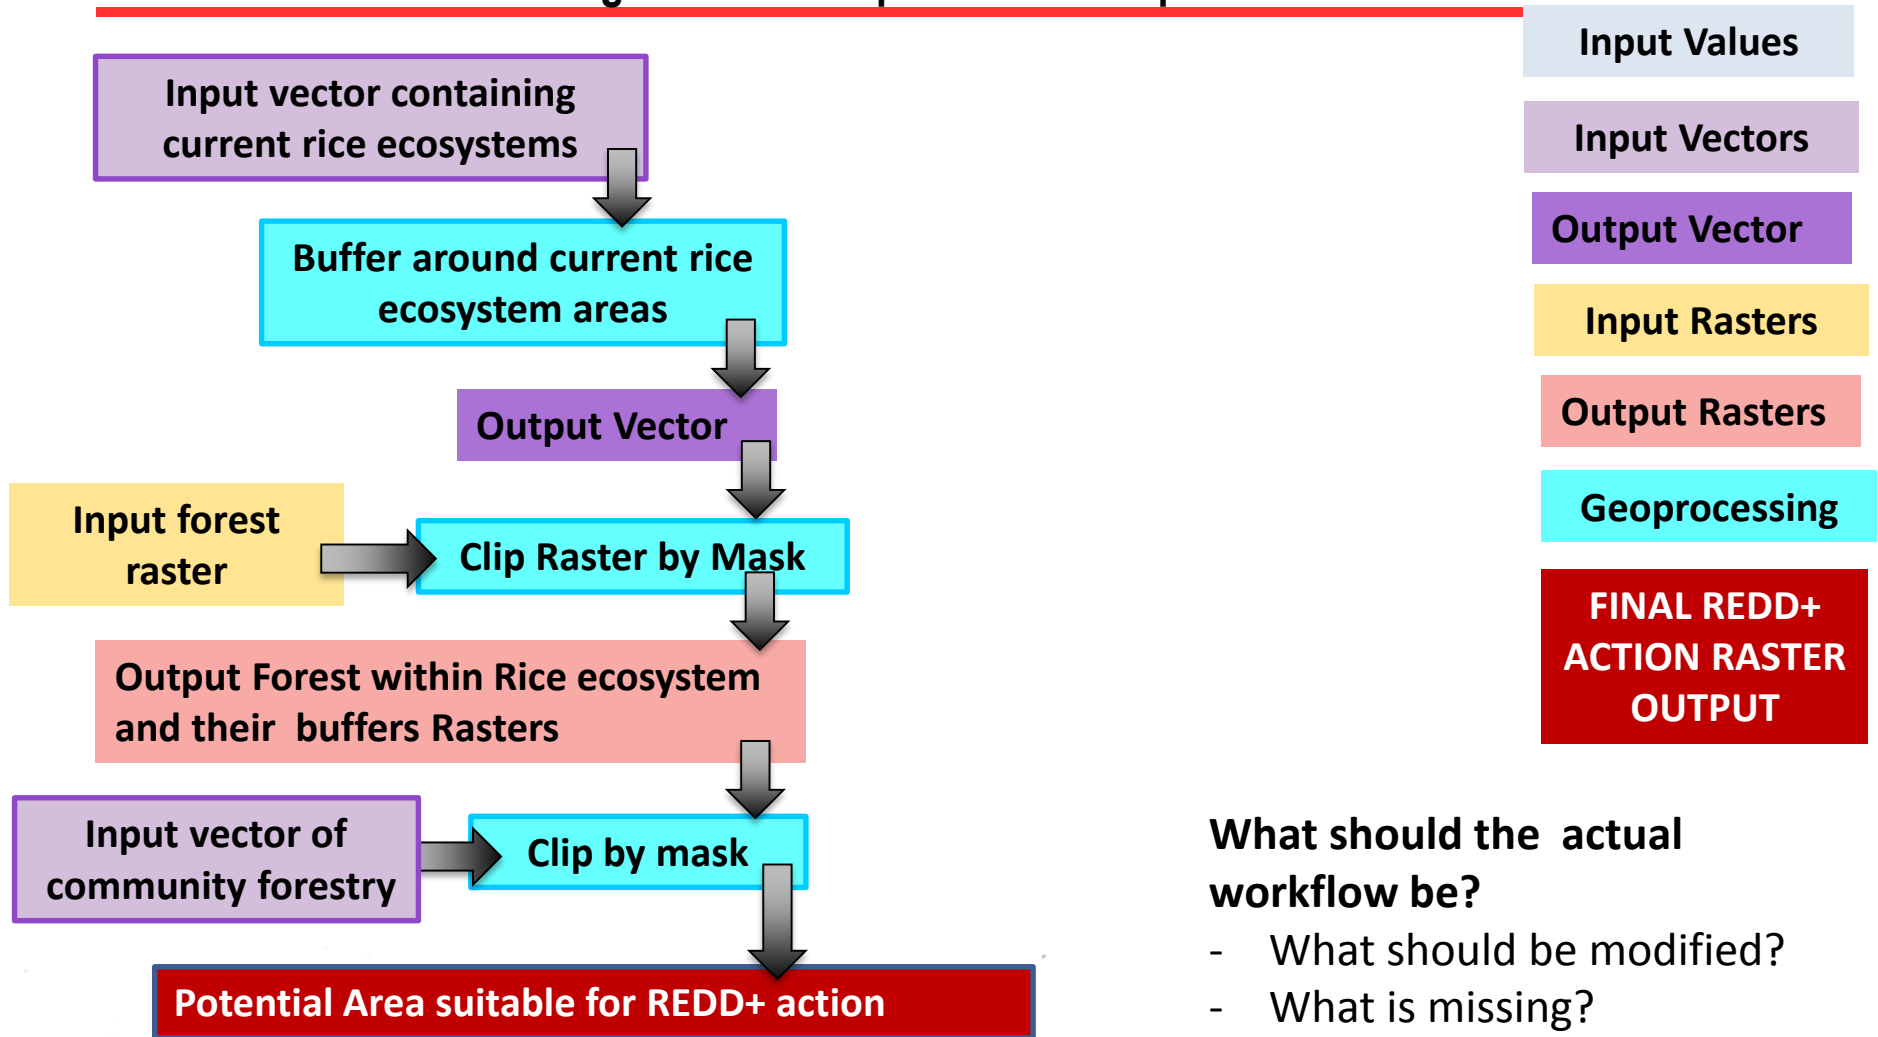 Input vector containing
current rice ecosystems
Buffer around current rice
ecosystem areas
Output Vector
Input forest
raster
Clip Raster by Mask
Output Forest within Rice ecosystem
and their  buffers Rasters
Input vector of
community forestry
Clip by mask
Potential Area suitable for REDD+ action
Input Values
Input Vectors
Output Vector
Input Rasters
Output Rasters
Geoprocessing
FINAL REDD+
ACTION RASTER
OUTPUT
What should the  actual
workflow be?
- What should be modified?
- What is missing?